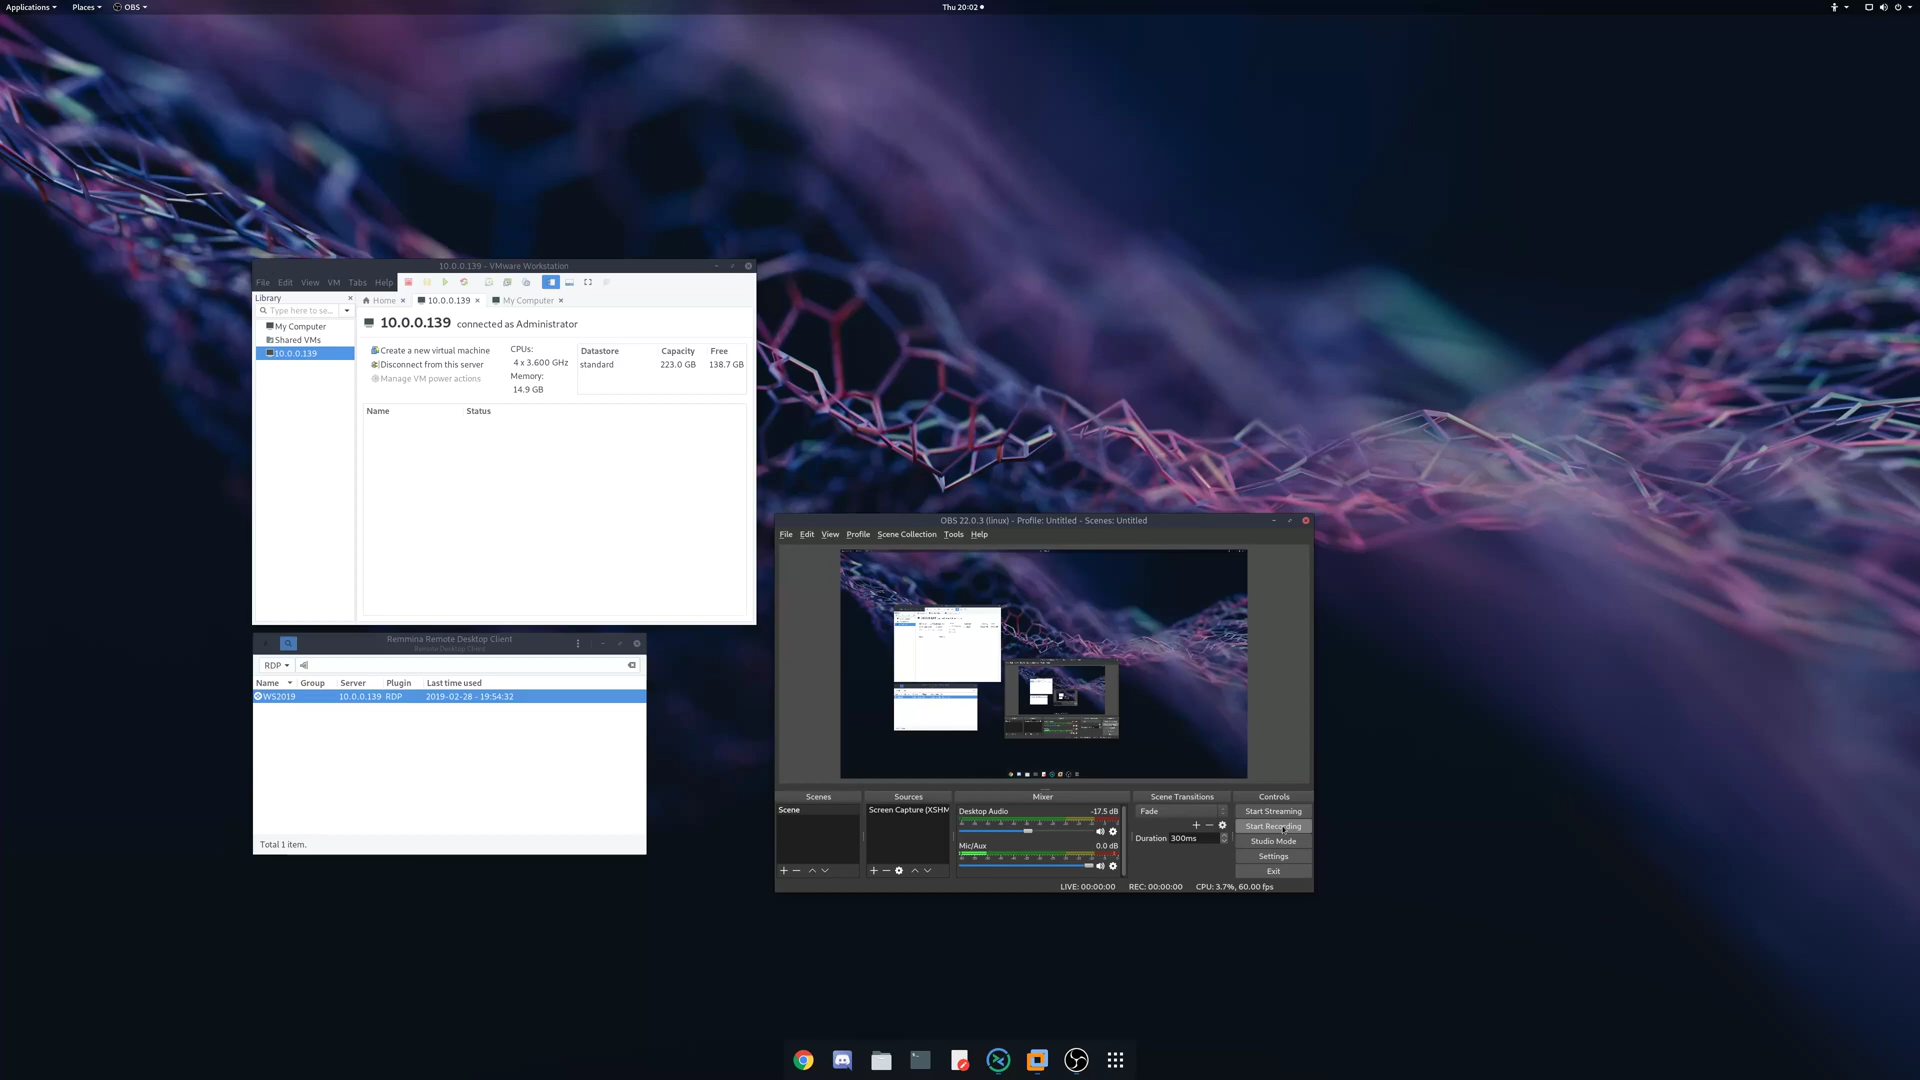 Applications Places OBS Thu 20:02
10.0.0.139 - VMware Workstation
File Edit View VM Tabs Help
Library
Home 10.0.0.139 My Computer
Type here to se...
My Computer
Shared VMs
10.0.0.139
10.0.0.139 connected as Administrator
Create a new virtual machine
Disconnect from this server
Manage VM power actions
CPUs:
4 x 3.600 GHz
Memory:
14.9 GB
Datastore Capacity Free
standard 223.0 GB 138.7 GB
Name Status
Remmina Remote Desktop Client
Remmina Remote Desktop Client
RDP
Name Group Server Plugin Last time used
WS2019 10.0.0.139 RDP 2019-02-28 - 19:54:32
Total 1 item.
OBS 22.0.3 (linux) - Profile: Untitled - Scenes: Untitled
File Edit View Profile Scene Collection Tools Help
Scenes Sources Mixer Scene Transitions Controls
Scene
Screen Capture (XSHM
Desktop Audio -17.5 dB
Mic/Aux 0.0 dB
Fade
Duration 300ms
Start Streaming
Start Recording
Studio Mode
Settings
Exit
LIVE: 00:00:00 REC: 00:00:00 CPU: 3.7%, 60.00 fps